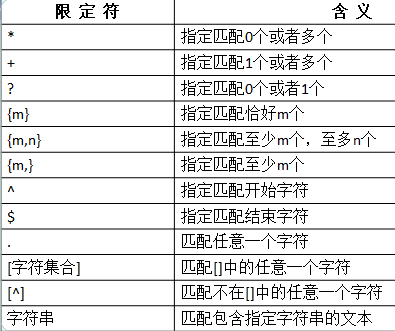 限 定 符 含 义
* 指定匹配0个或者多个
+ 指定匹配1个或者多个
? 指定匹配0个或者1个
{m} 指定匹配恰好m个
{m,n} 指定匹配至少m个，至多n个
{m,} 指定匹配至少m个
^ 指定匹配开始字符
$ 指定匹配结束字符
. 匹配任意一个字符
[字符集合] 匹配[]中的任意一个字符
[^] 匹配不在[]中的任意一个字符
字符串 匹配包含指定字符串的文本